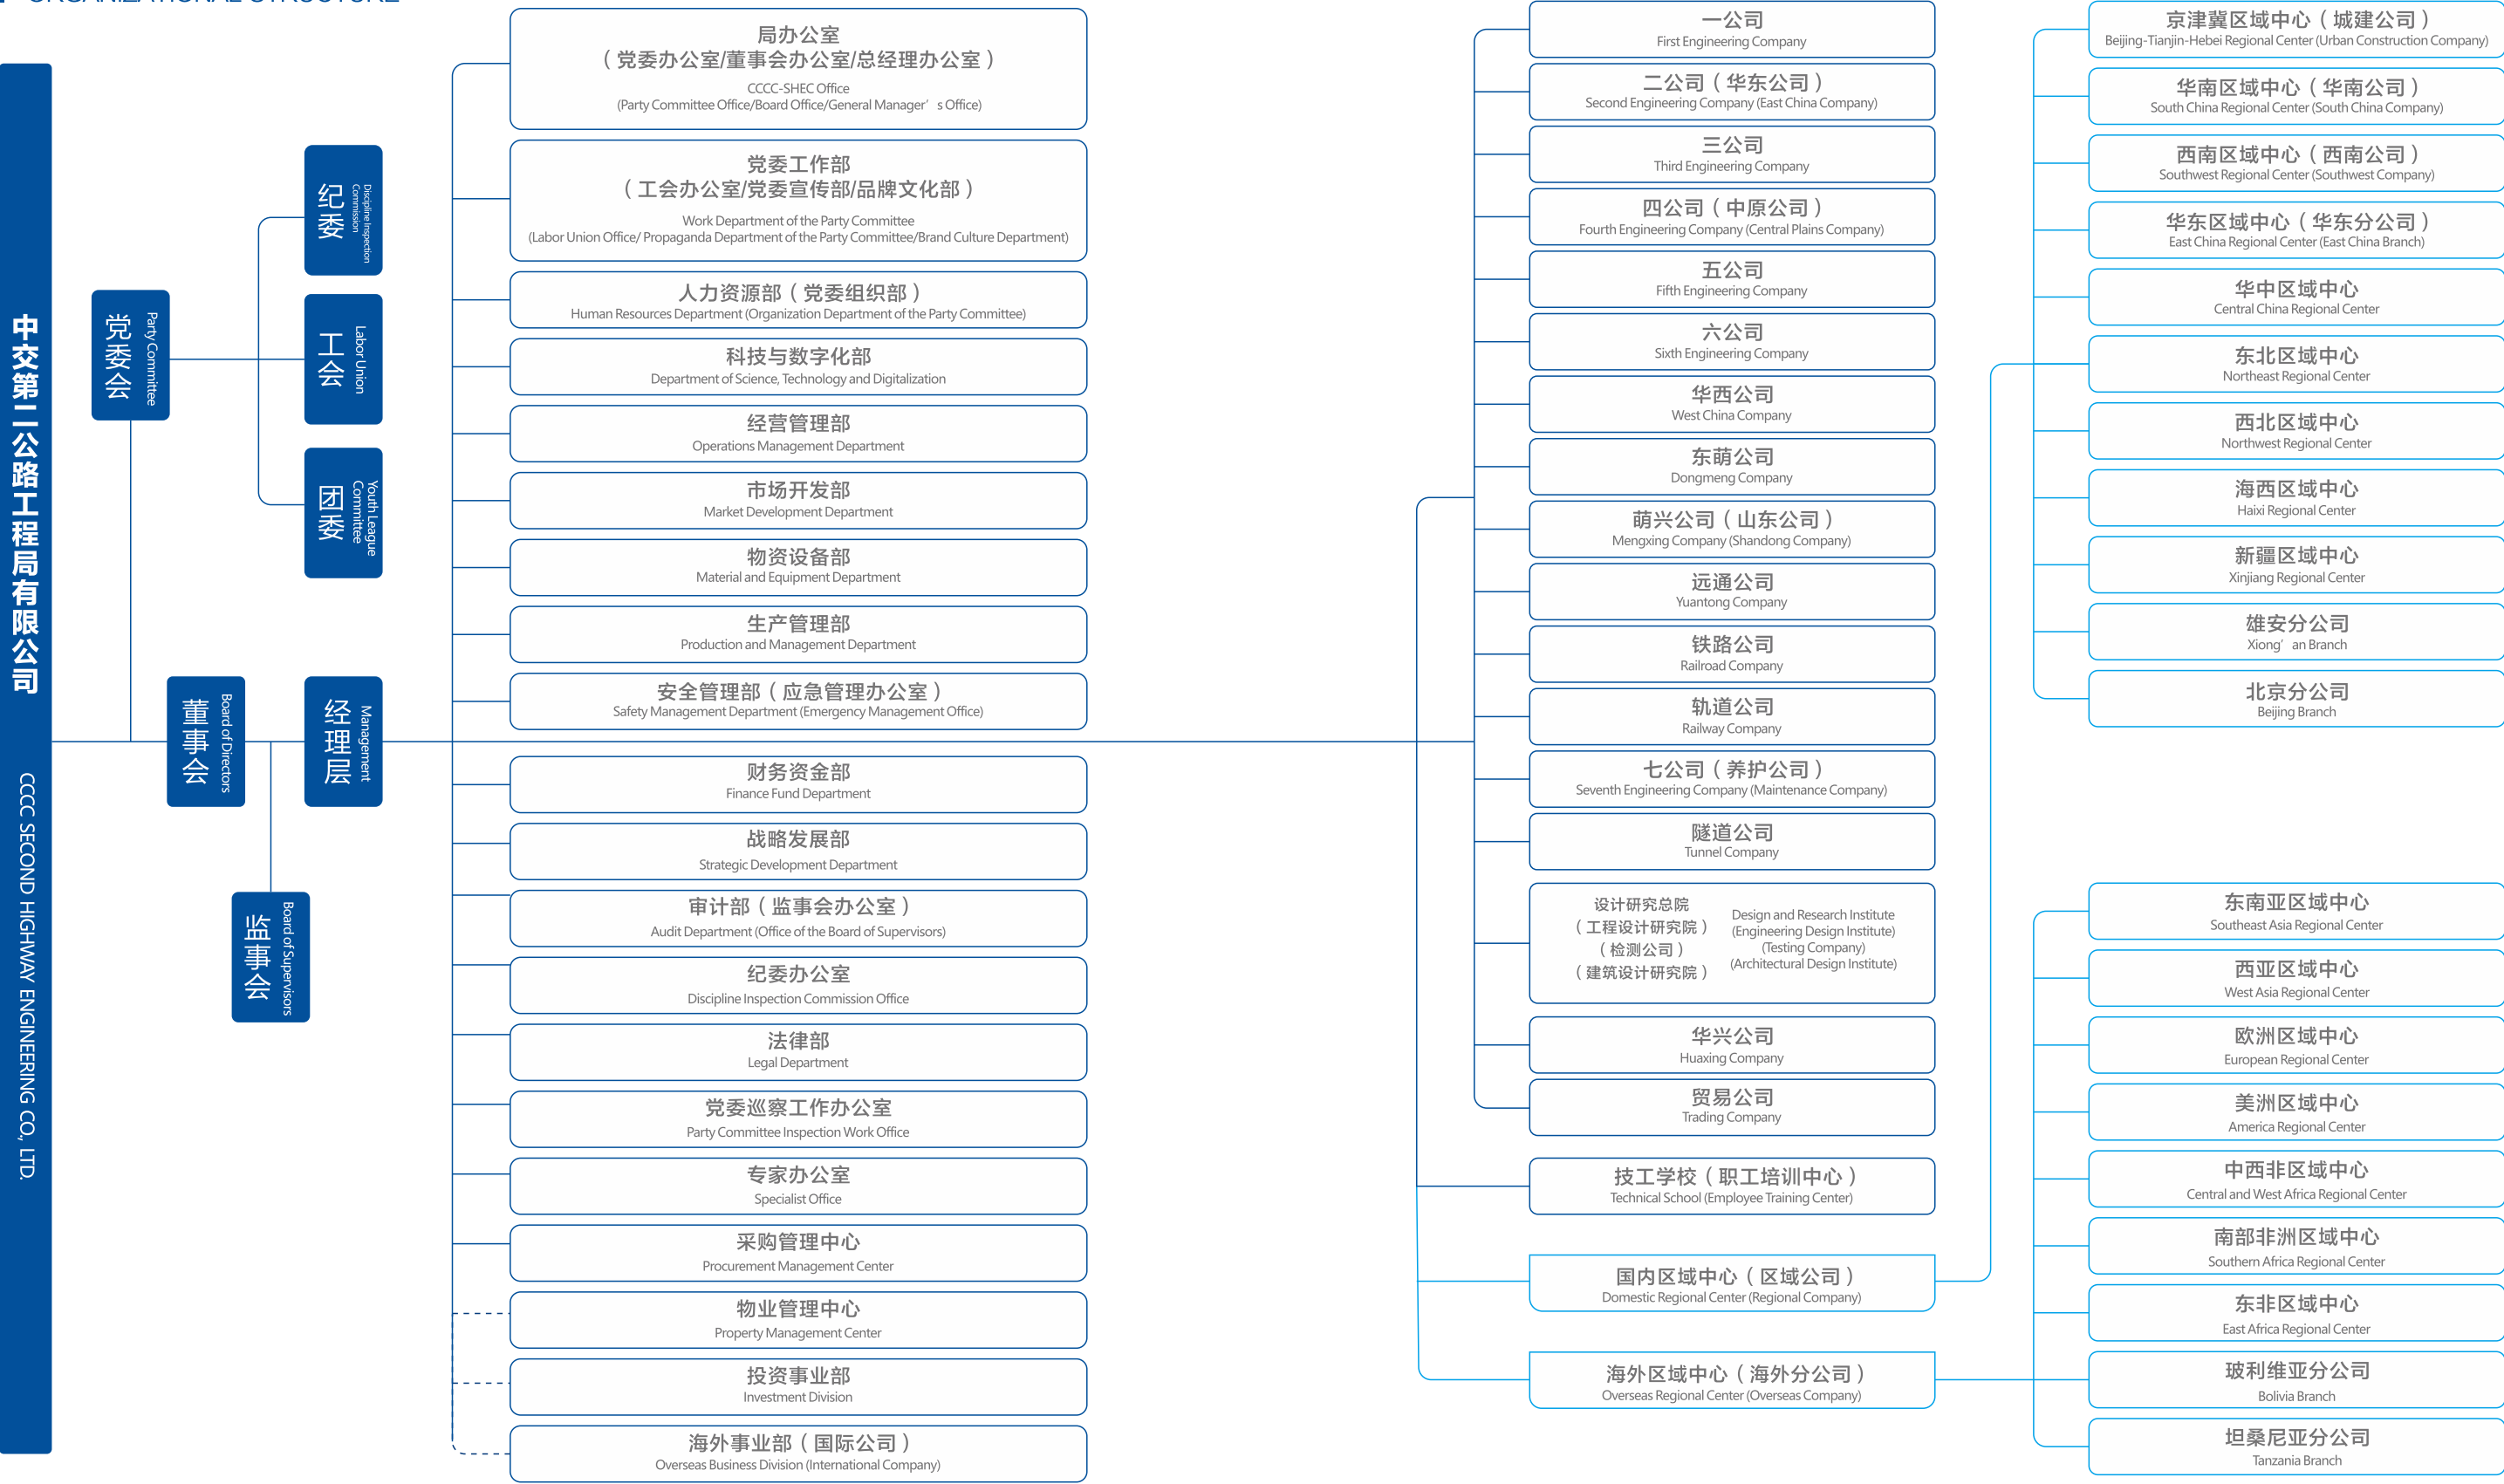 ORGANIZATIONAL STRUCTURE
中交第二公路工程局有限公司
CCCC SECOND HIGHWAY ENGINEERING CO., LTD.
党委会
Party Committee
纪委
Discipline Inspection
Commission
工会
Labor Union
团委
Youth League
Committee
董事会
Board of Directors
经理层
Management
监事会
Board of Supervisors
局办公室
（党委办公室/董事会办公室/总经理办公室）
CCCC-SHEC Office
(Party Committee Office/Board Office/General Manager’s Office)
党委工作部
（工会办公室/党委宣传部/品牌文化部）
Work Department of the Party Committee
(Labor Union Office/ Propaganda Department of the Party Committee/Brand Culture Department)
人力资源部（党委组织部）
Human Resources Department (Organization Department of the Party Committee)
科技与数字化部
Department of Science, Technology and Digitalization
经营管理部
Operations Management Department
市场开发部
Market Development Department
物资设备部
Material and Equipment Department
生产管理部
Production and Management Department
安全管理部（应急管理办公室）
Safety Management Department (Emergency Management Office)
财务资金部
Finance Fund Department
战略发展部
Strategic Development Department
审计部（监事会办公室）
Audit Department (Office of the Board of Supervisors)
纪委办公室
Discipline Inspection Commission Office
法律部
Legal Department
党委巡察工作办公室
Party Committee Inspection Work Office
专家办公室
Specialist Office
采购管理中心
Procurement Management Center
物业管理中心
Property Management Center
投资事业部
Investment Division
海外事业部（国际公司）
Overseas Business Division (International Company)
一公司
First Engineering Company
二公司（华东公司）
Second Engineering Company (East China Company)
三公司
Third Engineering Company
四公司（中原公司）
Fourth Engineering Company (Central Plains Company)
五公司
Fifth Engineering Company
六公司
Sixth Engineering Company
华西公司
West China Company
东萌公司
Dongmeng Company
萌兴公司（山东公司）
Mengxing Company (Shandong Company)
远通公司
Yuantong Company
铁路公司
Railroad Company
轨道公司
Railway Company
七公司（养护公司）
Seventh Engineering Company (Maintenance Company)
隧道公司
Tunnel Company
设计研究总院
（工程设计研究院）
（检测公司）
（建筑设计研究院）
Design and Research Institute
(Engineering Design Institute)
(Testing Company)
(Architectural Design Institute)
华兴公司
Huaxing Company
贸易公司
Trading Company
技工学校（职工培训中心）
Technical School (Employee Training Center)
国内区域中心（区域公司）
Domestic Regional Center (Regional Company)
海外区域中心（海外分公司）
Overseas Regional Center (Overseas Company)
京津冀区域中心（城建公司）
Beijing-Tianjin-Hebei Regional Center (Urban Construction Company)
华南区域中心（华南公司）
South China Regional Center (South China Company)
西南区域中心（西南公司）
Southwest Regional Center (Southwest Company)
华东区域中心（华东分公司）
East China Regional Center (East China Branch)
华中区域中心
Central China Regional Center
东北区域中心
Northeast Regional Center
西北区域中心
Northwest Regional Center
海西区域中心
Haixi Regional Center
新疆区域中心
Xinjiang Regional Center
雄安分公司
Xiong’an Branch
北京分公司
Beijing Branch
东南亚区域中心
Southeast Asia Regional Center
西亚区域中心
West Asia Regional Center
欧洲区域中心
European Regional Center
美洲区域中心
America Regional Center
中西非区域中心
Central and West Africa Regional Center
南部非洲区域中心
Southern Africa Regional Center
东非区域中心
East Africa Regional Center
玻利维亚分公司
Bolivia Branch
坦桑尼亚分公司
Tanzania Branch